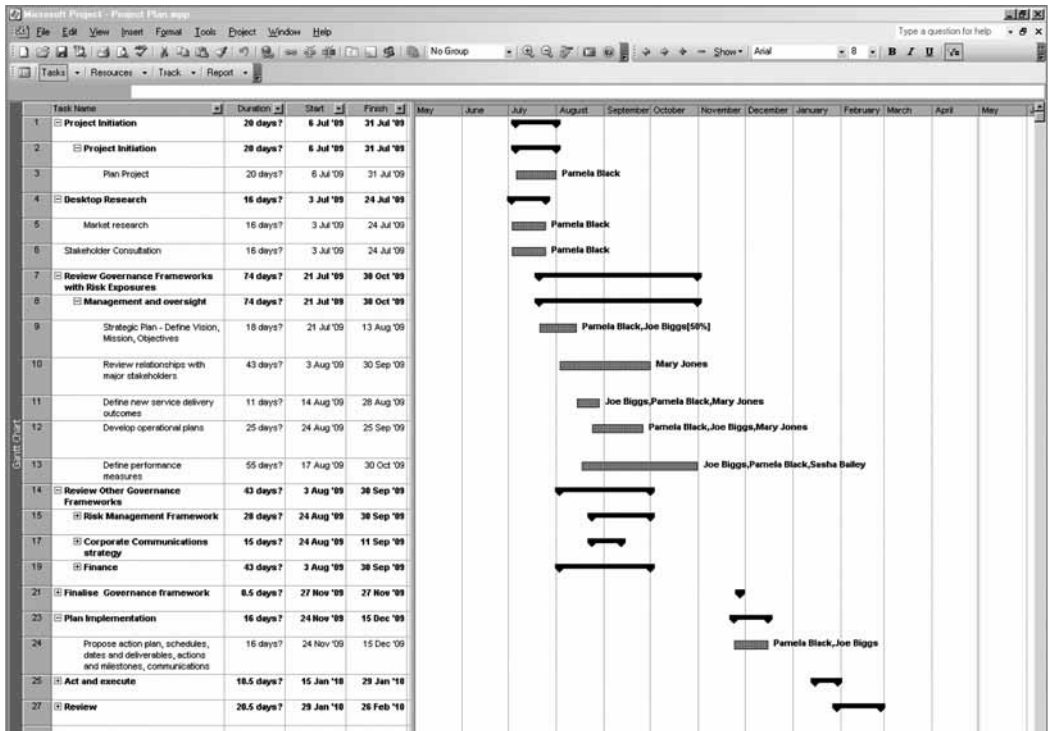 Microsoft Project - Project Plan.mpp
File Edit View Insert Format Tools Project Window Help Type a question for help
No Group Show Arial 8 B I U
Tasks Resources Track Report
Task Name Duration Start Finish May June July August September October November December January February March April May
1 Project Initiation 20 days? 6 Jul '09 31 Jul '09
2 Project Initiation 20 days? 6 Jul '09 31 Jul '09
3 Plan Project 20 days? 6 Jul '09 31 Jul '09 Pamela Black
4 Desktop Research 16 days? 3 Jul '09 24 Jul '09
5 Market research 16 days? 3 Jul '09 24 Jul '09 Pamela Black
6 Stakeholder Consultation 16 days? 3 Jul '09 24 Jul '09 Pamela Black
7 Review Governance Frameworks 74 days? 21 Jul '09 30 Oct '09
with Risk Exposures
8 Management and oversight 74 days? 21 Jul '09 30 Oct '09
9 Strategic Plan - Define Vision, 18 days? 21 Jul '09 13 Aug '09 Pamela Black,Joe Biggs[50%]
Mission, Objectives
10 Review relationships with 43 days? 3 Aug '09 30 Sep '09 Mary Jones
major stakeholders
11 Define new service delivery 11 days? 14 Aug '09 28 Aug '09 Joe Biggs,Pamela Black,Mary Jones
outcomes
12 Develop operational plans 25 days? 24 Aug '09 25 Sep '09 Pamela Black,Joe Biggs,Mary Jones
13 Define performance 55 days? 17 Aug '09 30 Oct '09 Joe Biggs,Pamela Black,Sasha Bailey
measures
14 Review Other Governance 43 days? 3 Aug '09 30 Sep '09
Frameworks
15 Risk Management Framework 28 days? 24 Aug '09 30 Sep '09
17 Corporate Communications 15 days? 24 Aug '09 11 Sep '09
strategy
19 Finance 43 days? 3 Aug '09 30 Sep '09
21 Finalise Governance framework 0.5 days? 27 Nov '09 27 Nov '09
23 Plan Implementation 16 days? 24 Nov '09 15 Dec '09
24 Propose action plan, schedules, 16 days? 24 Nov '09 15 Dec '09 Pamela Black,Joe Biggs
dates and deliverables, actions
and milestones, communications
25 Act and execute 10.5 days? 15 Jan '10 29 Jan '10
27 Review 20.5 days? 29 Jan '10 26 Feb '10
Gantt Chart